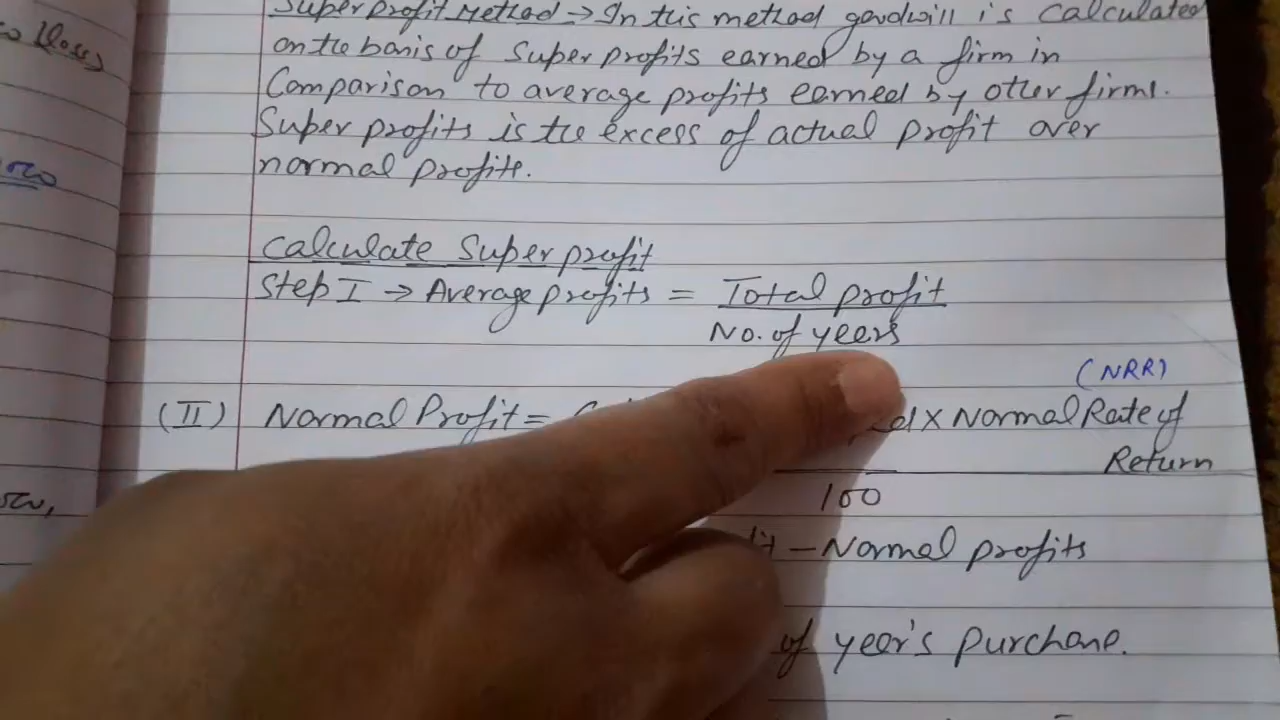 Super Profit Method → In this method goodwill is calculated
on the basis of Super profits earned by a firm in
Comparison to average profits earned by other firms.
Super profits is the excess of actual profit over
normal profits.
Calculate Super profit
Step I → Average profits = Total profit
No. of years
(NRR)
(II) Normal Profit = X Normal Rate of
Return
100
- Normal profits
of year's purchase.